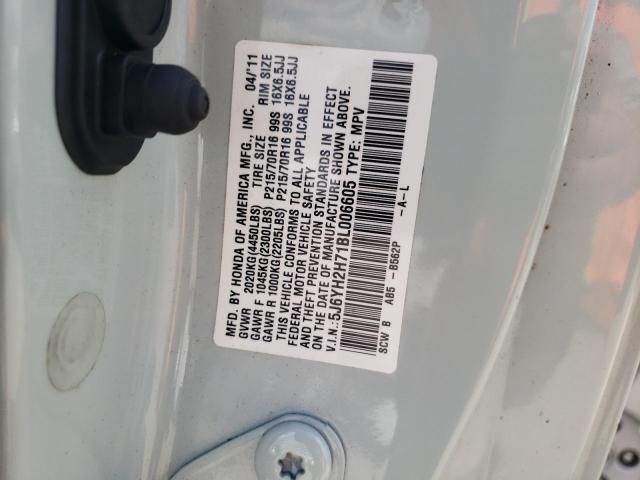 MFD. BY HONDA OF AMERICA MFG., INC. 04/11
GVWR 2020KG(4450LBS) TIRE SIZE RIM SIZE
GAWR F 1045KG(2300LBS) P215/70R16 99S 16X6.5JJ
GAWR R 1000KG(2205LBS) P215/70R16 99S 16X6.5JJ
THIS VEHICLE CONFORMS TO ALL APPLICABLE
FEDERAL MOTOR VEHICLE SAFETY
AND THEFT PREVENTION STANDARDS IN EFFECT
ON THE DATE OF MANUFACTURE SHOWN ABOVE.
V.I.N.:5J6YH2H71BL006605 TYPE: MPV
SCW B A85 -B562P -A-L